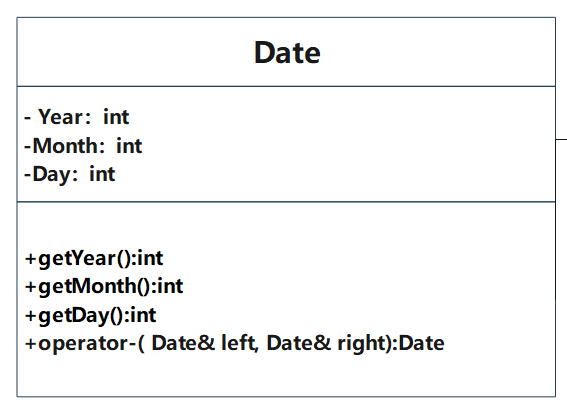 Date
- Year：int
-Month：int
-Day：int
+getYear():int
+getMonth():int
+getDay():int
+operator-( Date& left, Date& right):Date